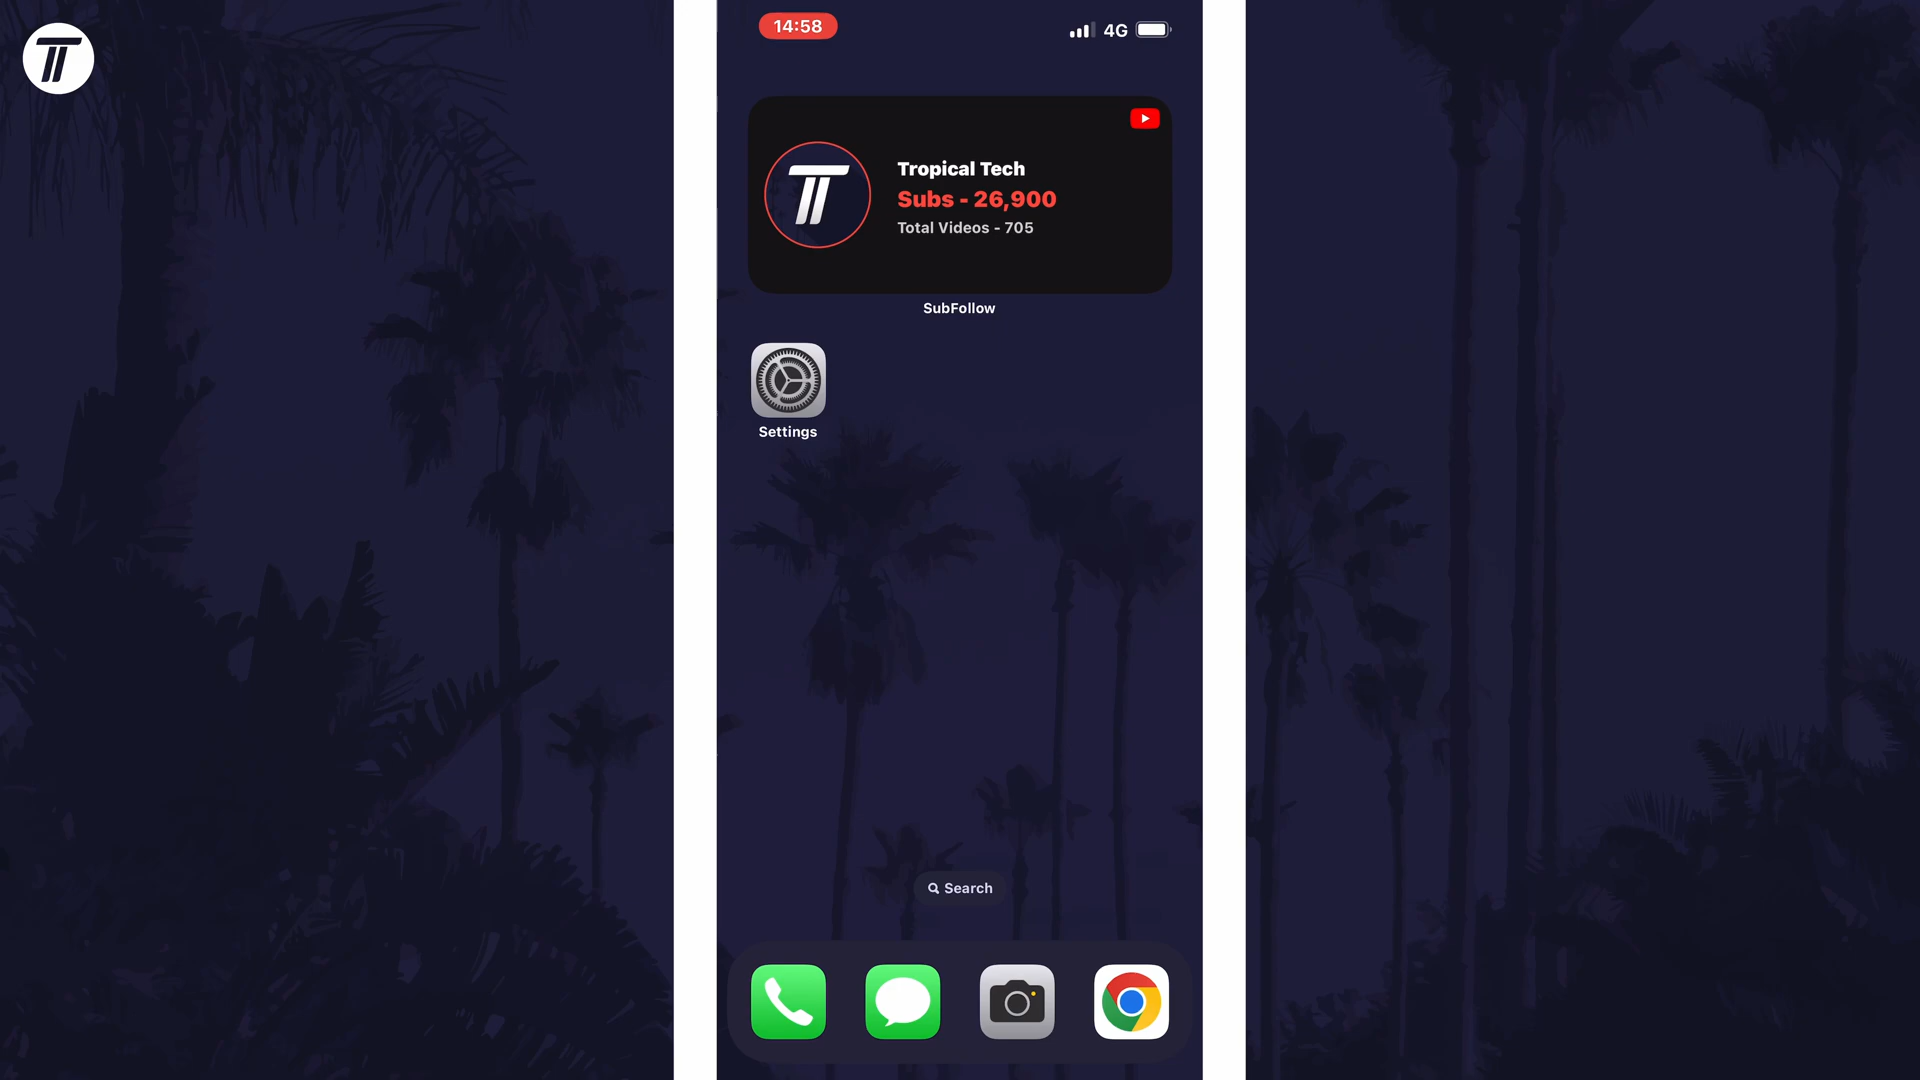 14:58
4G
Tropical Tech
Subs - 26,900
Total Videos - 705
SubFollow
Settings
Search